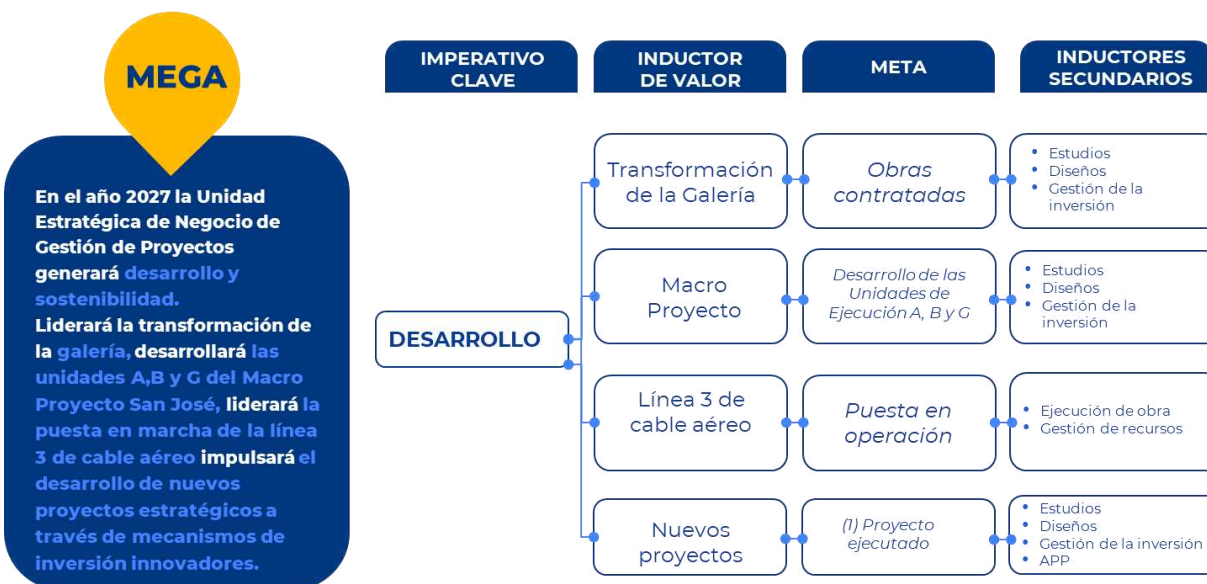 MEGA
En el año 2027 la Unidad
Estratégica de Negocio de
Gestión de Proyectos
generará desarrollo y
sostenibilidad.
Liderará la transformación de
la galería, desarrollará las
unidades A,B y G del Macro
Proyecto San José, liderará la
puesta en marcha de la línea
3 de cable aéreo impulsará el
desarrollo de nuevos
proyectos estratégicos a
través de mecanismos de
inversión innovadores.
IMPERATIVO
CLAVE
INDUCTOR
DE VALOR
META
INDUCTORES
SECUNDARIOS
DESARROLLO
Transformación
de la Galería
Obras
contratadas
• Estudios
• Diseños
• Gestión de la
inversión
Macro
Proyecto
Desarrollo de las
Unidades de
Ejecución A, B y G
• Estudios
• Diseños
• Gestión de la
inversión
Línea 3 de
cable aéreo
Puesta en
operación
• Ejecución de obra
• Gestión de recursos
Nuevos
proyectos
(1) Proyecto
ejecutado
• Estudios
• Diseños
• Gestión de la inversión
• APP